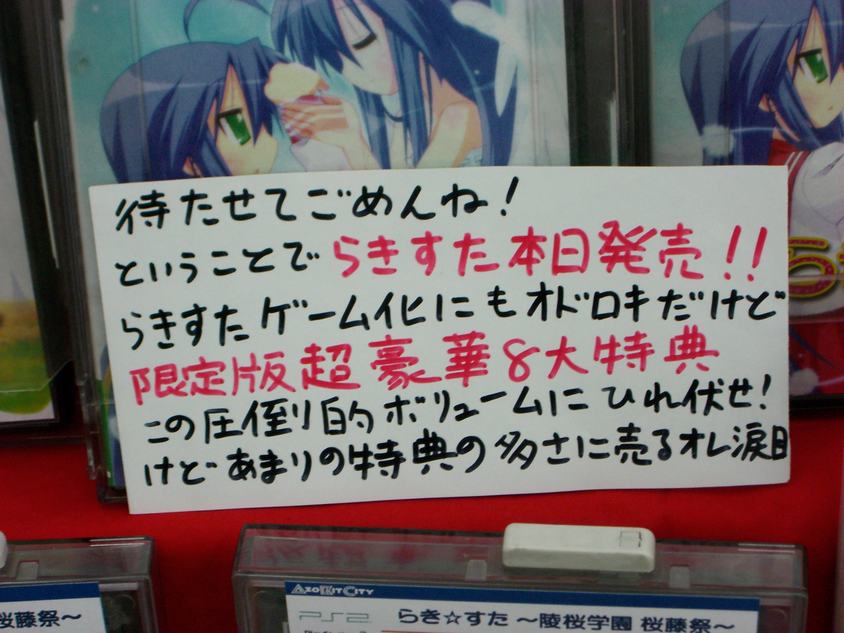 待たせてごめんね！
ということで らきすた本日発売！！
らきすたゲーム化にもオドロキだけど
限定版超豪華8大特典
この圧倒的ボリュームにひれ伏せ！
けどあまりの特典の多さに売るオレ涙目
AZOBITCITY
桜藤祭～
PS2 らき☆すた ～陵桜学園 桜藤祭～